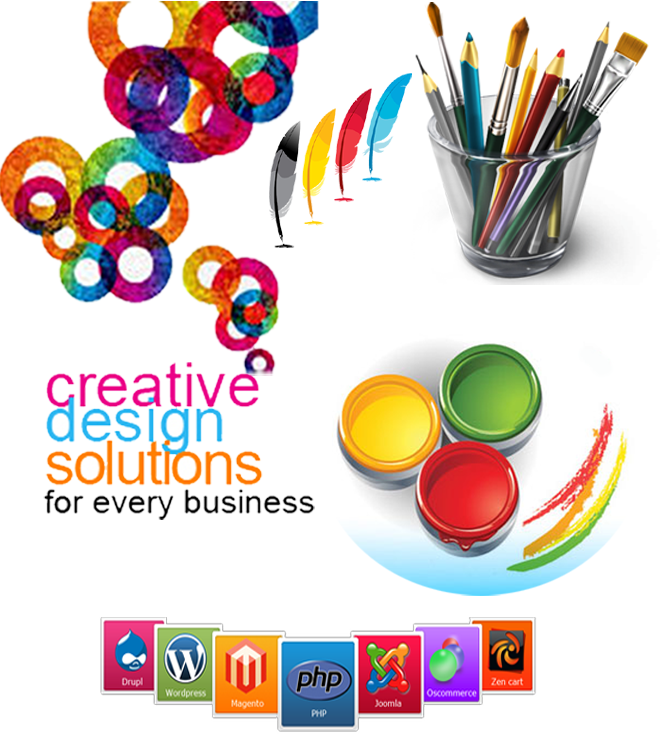 creative
design
solutions
for every business
Drupl
Wordpress
Magento
php
PHP
Joomla
Oscommerce
Zen cart